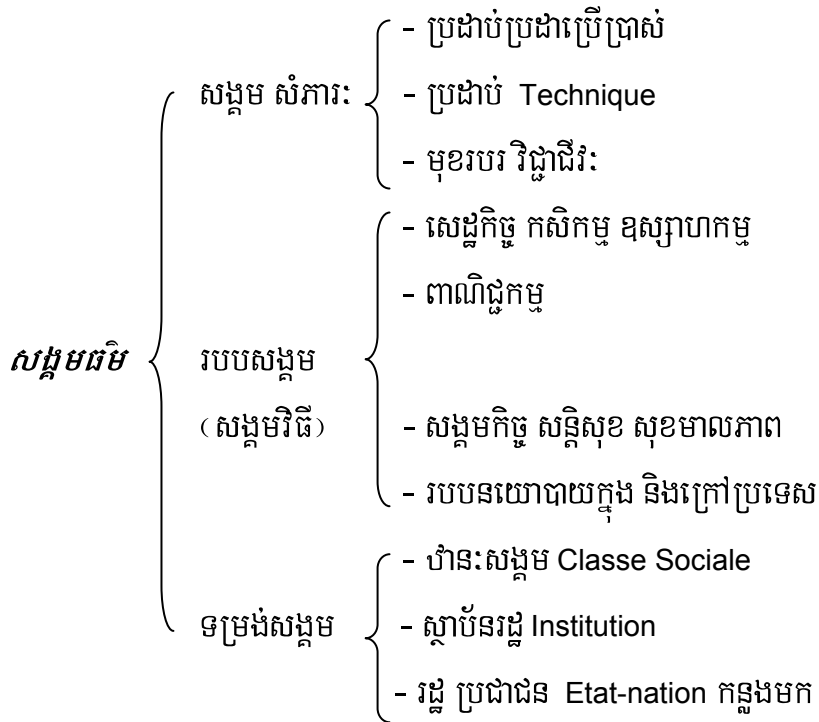 - ប្រដាប់ប្រដាប្រើប្រាស់
សង្គម សំភារៈ
- ប្រដាប់ Technique
- មុខរបរ វិជ្ជាជីវៈ
- សេដ្ឋកិច្ច កសិកម្ម ឧស្សាហកម្ម
- ពាណិជ្ជកម្ម
សង្គមធម៌
របបសង្គម
(សង្គមវិធី)
- សង្គមកិច្ច សន្តិសុខ សុខមាលភាព
- របបនយោបាយក្នុង និងក្រៅប្រទេស
- ឋានៈសង្គម Classe Sociale
ទម្រង់សង្គម
- ស្ថាប័នរដ្ឋ Institution
- រដ្ឋ ប្រជាជន Etat-nation កន្លងមក